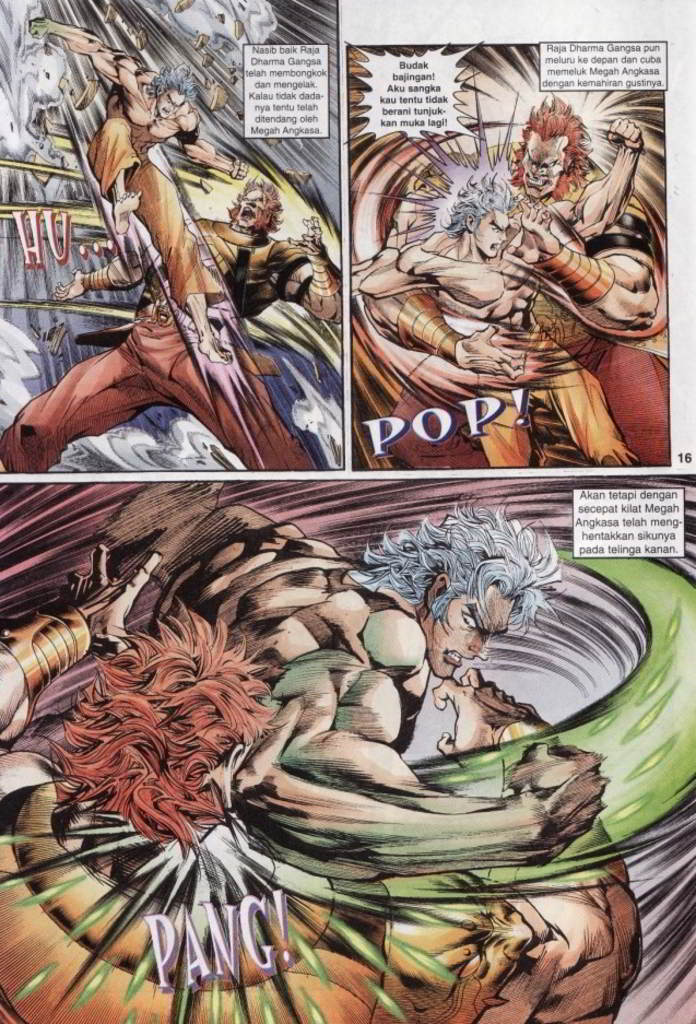 Nasib baik Raja
Dharma Gangsa
telah membongkok
dan mengelak.
Kalau tidak dada-
nya tentu telah
ditendang oleh
Megah Angkasa.
HU...
Raja Dharma Gangsa pun
meluru ke depan dan cuba
memeluk Megah Angkasa
dengan kemahiran gustinya.
Budak
bajingan!
Aku sangka
kau tentu tidak
berani tunjuk-
kan muka lagi!
POP!
16
Akan tetapi dengan
secepat kilat Megah
Angkasa telah meng-
hentakkan sikunya
pada telinga kanan.
PANG!